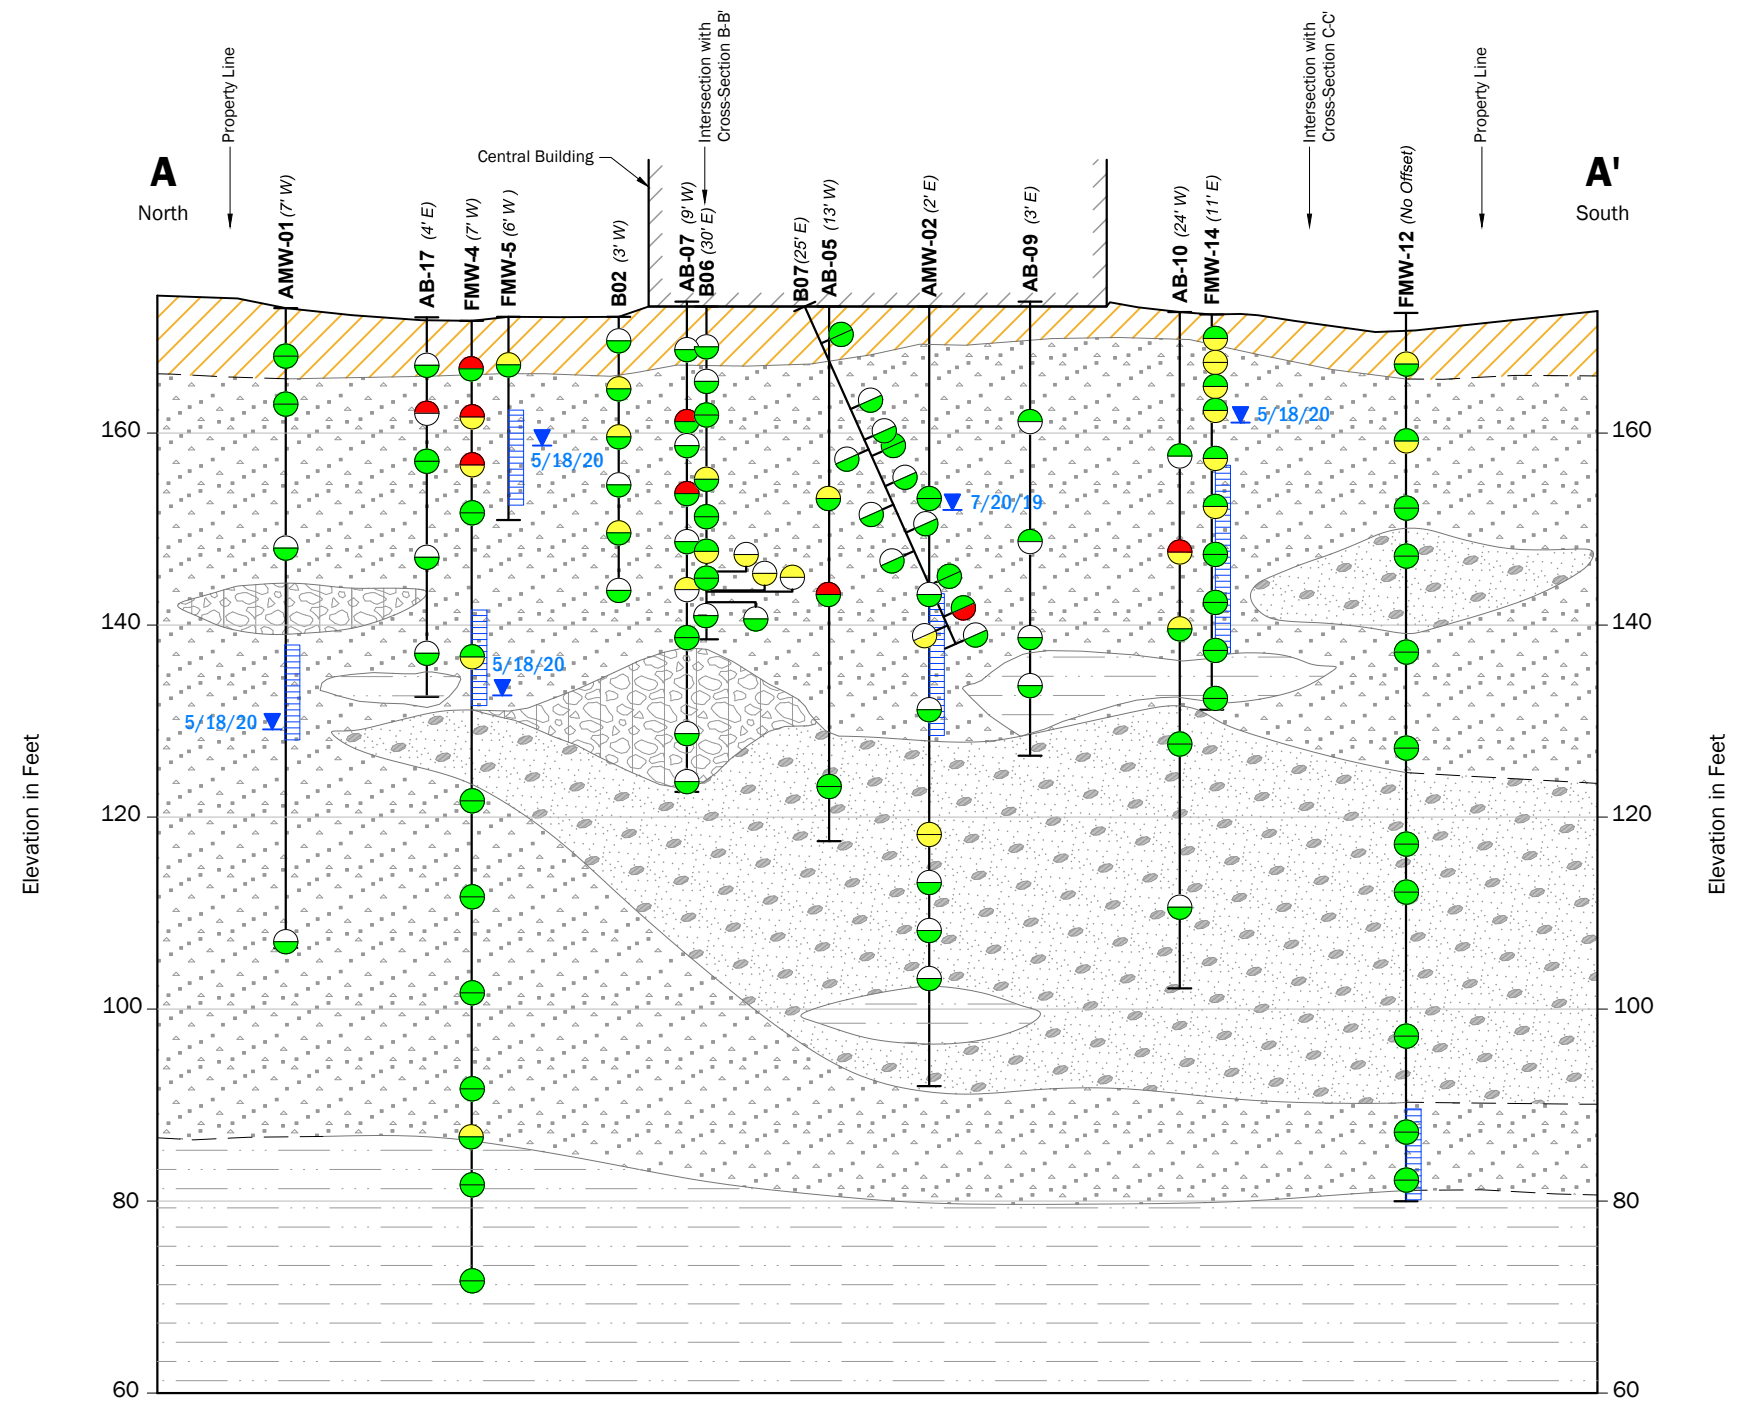 Intersection with
Cross-Section B-B'
Intersection with
Cross-Section C-C'
Property Line
Property Line
Central Building
A
North
A'
South
AMW-01 (7' W)
AB-17 (4' E)
FMW-4 (7' W)
FMW-5 (6' W )
B02 (3' W)
AB-07 (9' W)
B06 (30' E)
B07 (25' E)
AB-05 (13' W)
AMW-02 (2' E)
AB-09 (3' E)
AB-10 (24' W)
FMW-14 (11' E)
FMW-12 (No Offset)
5/18/20
160
5/18/20
160
7/20/19
140
140
5/18/20
5/18/20
120
120
Elevation in Feet
Elevation in Feet
100
100
80
80
60
60